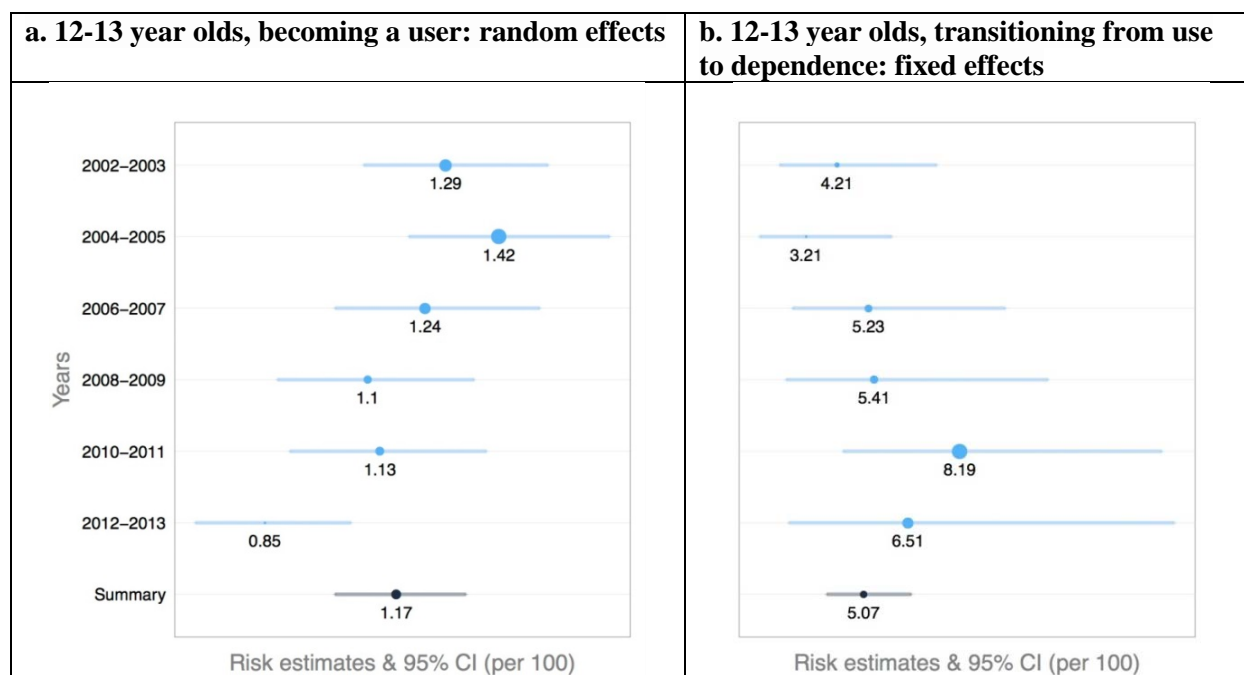 a. 12-13 year olds, becoming a user: random effects
b. 12-13 year olds, transitioning from use
to dependence: fixed effects
Years
2002–2003
1.29
2004–2005
1.42
2006–2007
1.24
2008–2009
1.1
2010–2011
1.13
2012–2013
0.85
Summary
1.17
Risk estimates & 95% CI (per 100)
4.21
3.21
5.23
5.41
8.19
6.51
5.07
Risk estimates & 95% CI (per 100)